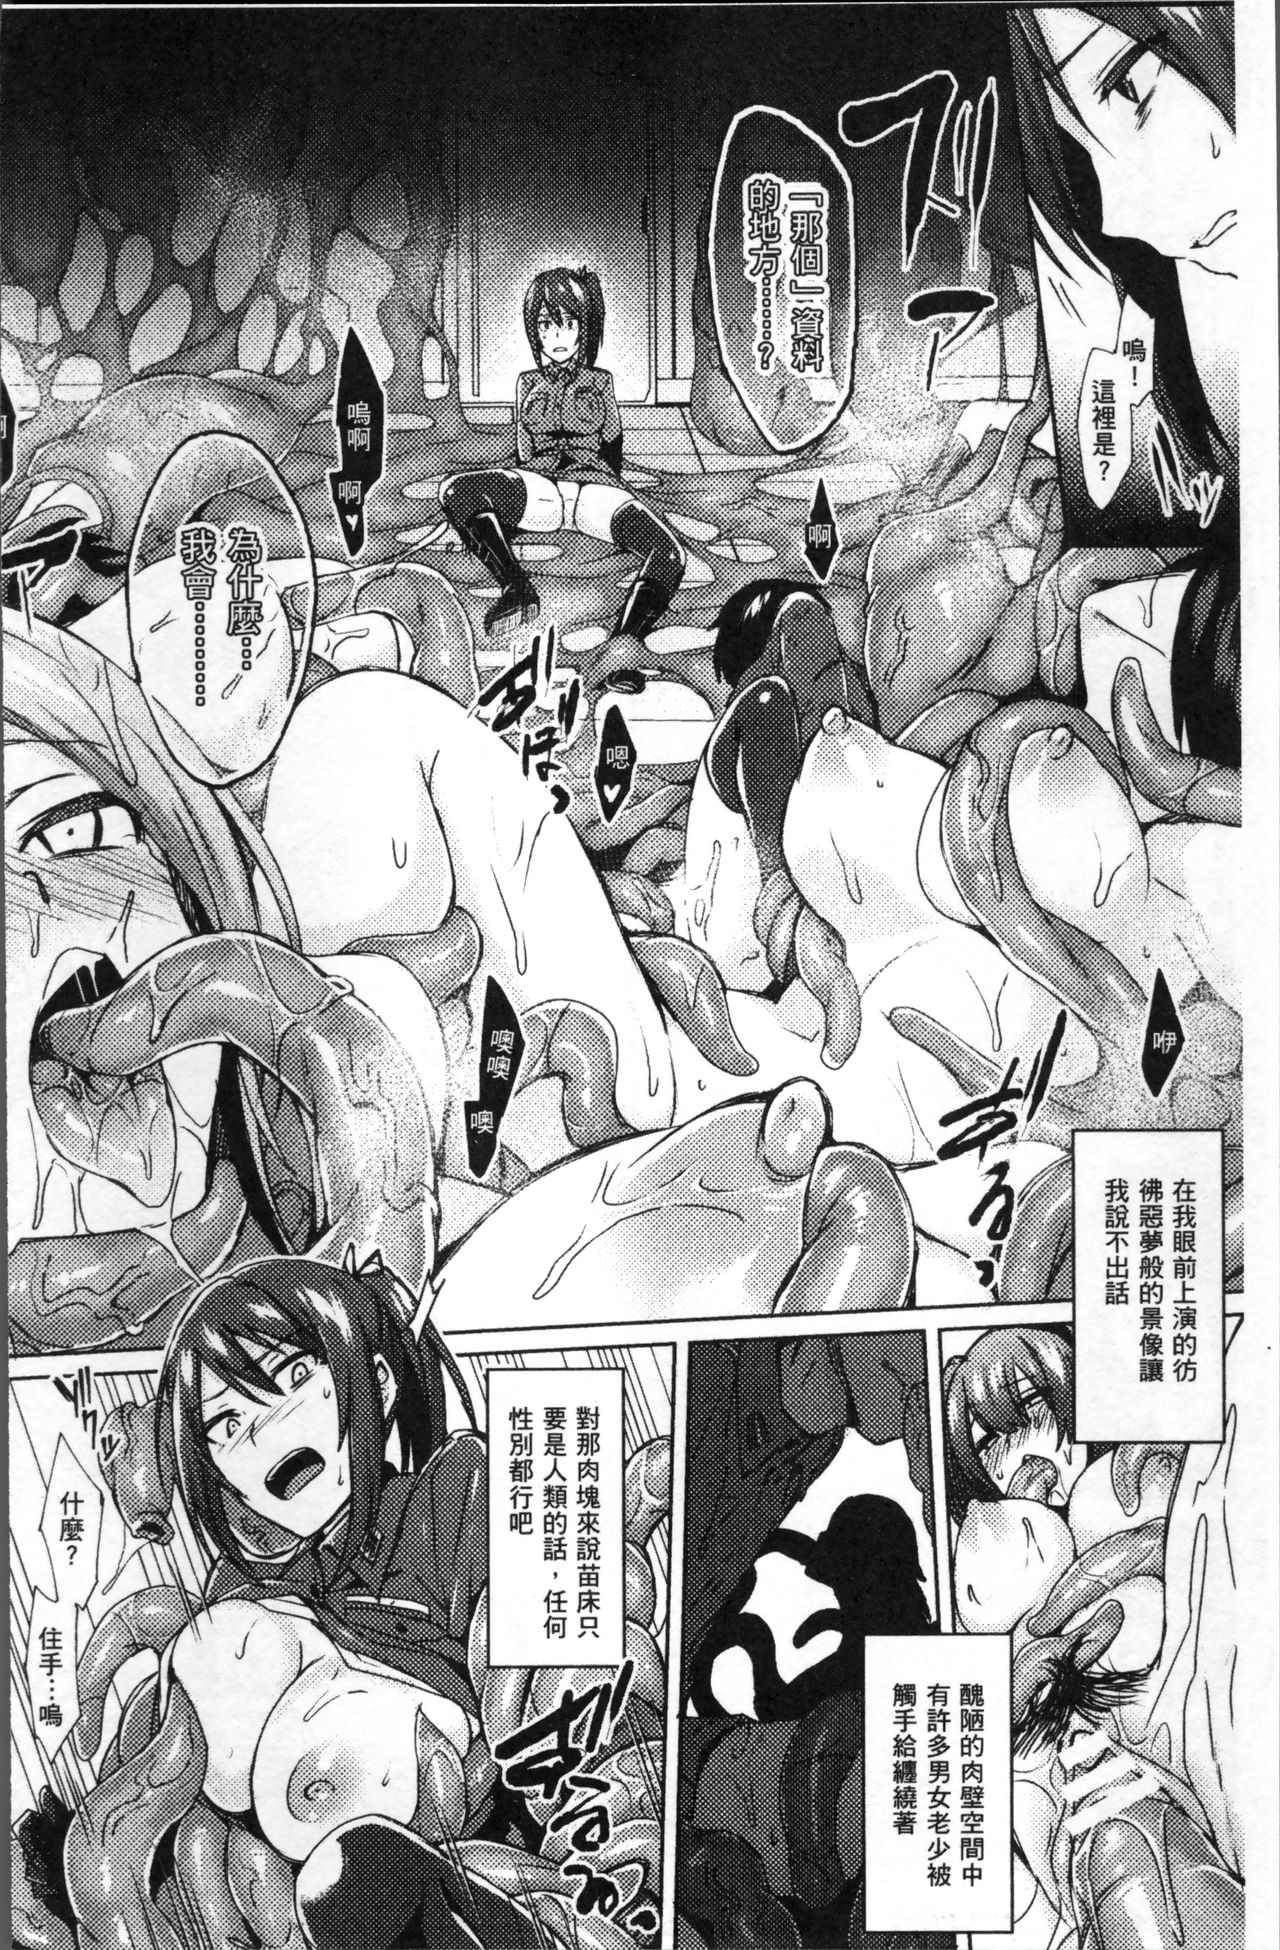 嗚！
這裡是？
「那個」資料
的地方……？
ズリッ
嗚啊
啊♥
啊
啊
為什麼…
我會………
嗯♥
噢噢
噢
咿
在我眼前上演的彷
彿惡夢般的景像讓
我說不出話
醜陋的肉壁空間中
有許多男女老少被
觸手給纏繞著
對那肉塊來說苗床只
要是人類的話，任何
性別都行吧
什麼？
住手…嗚